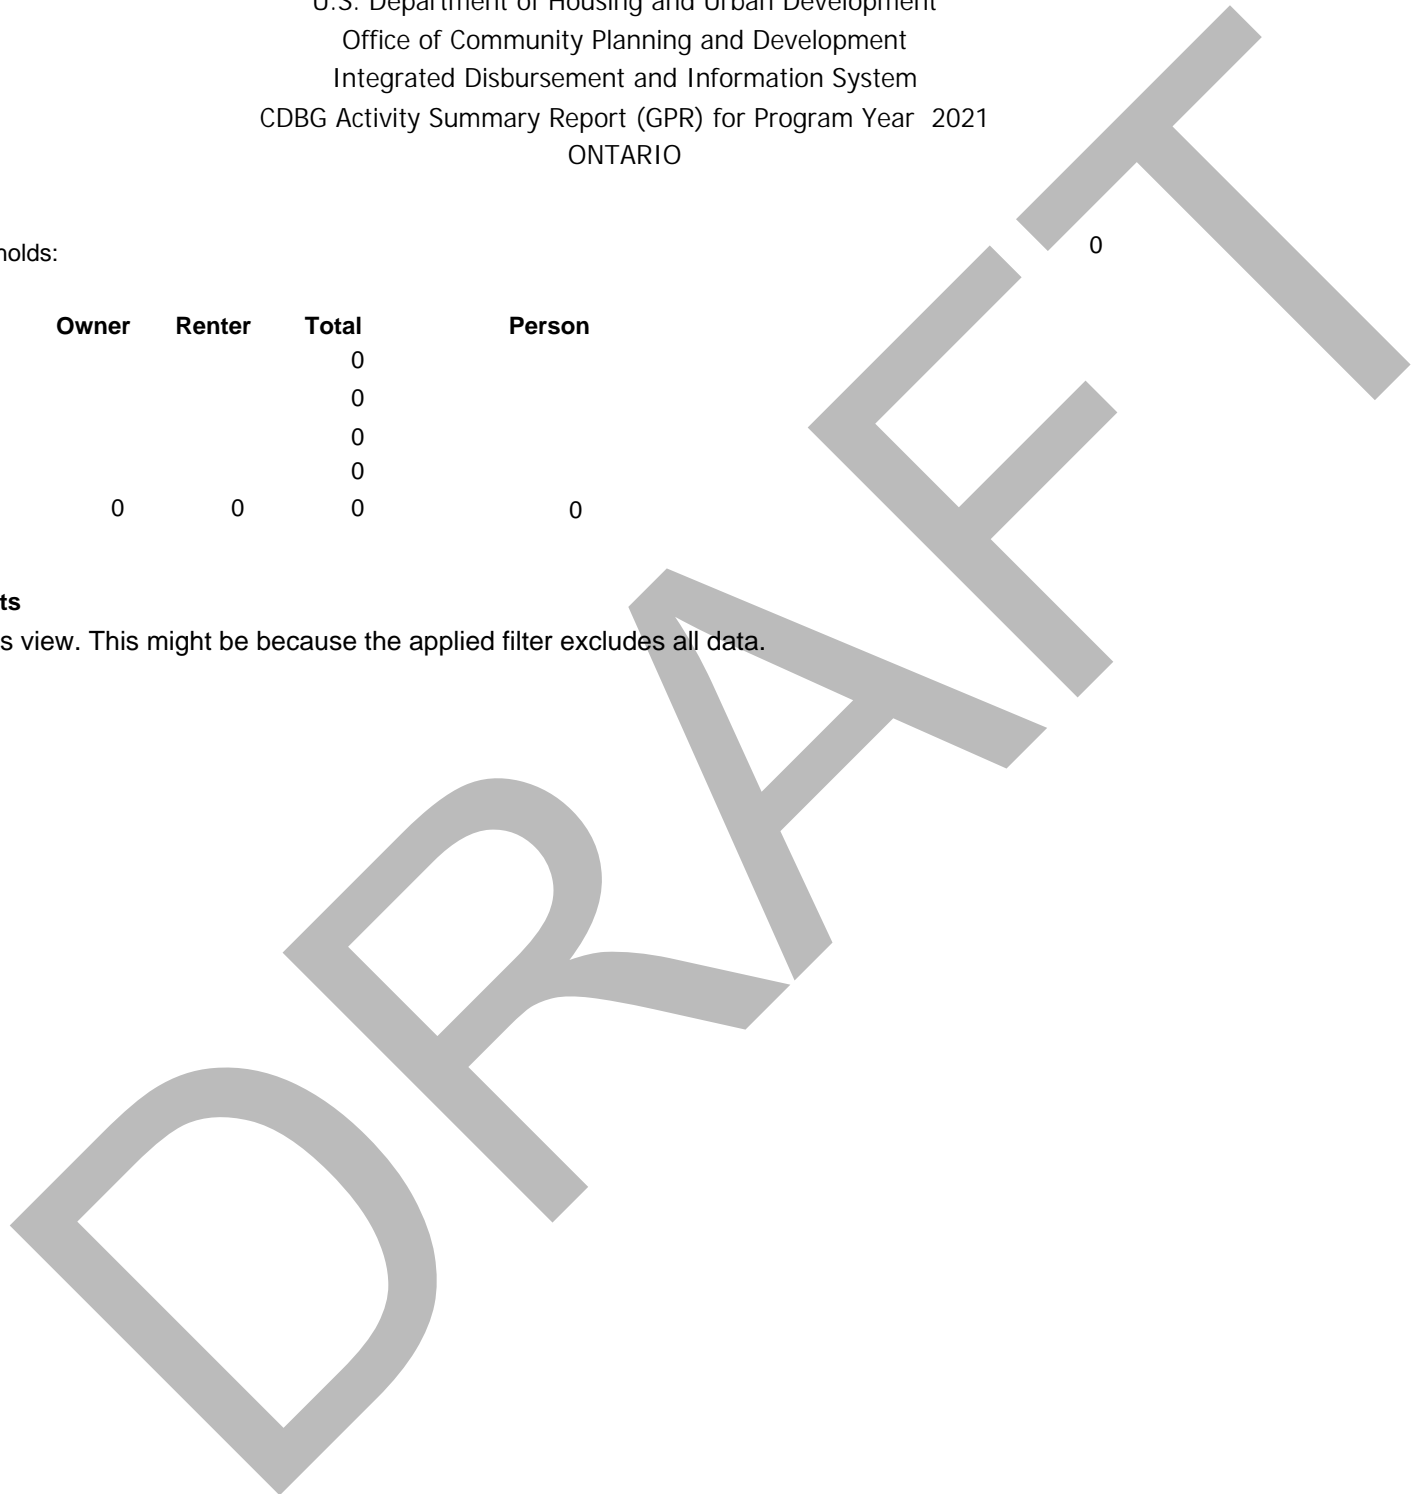 U.S. Department of Housing and Urban Development
Office of Community Planning and Development
Integrated Disbursement and Information System
CDBG Activity Summary Report (GPR) for Program Year 2021
ONTARIO
holds: 0
Owner Renter Total Person
0
0
0
0
0 0 0 0
ts
s view. This might be because the applied filter excludes all data.
DRAFT